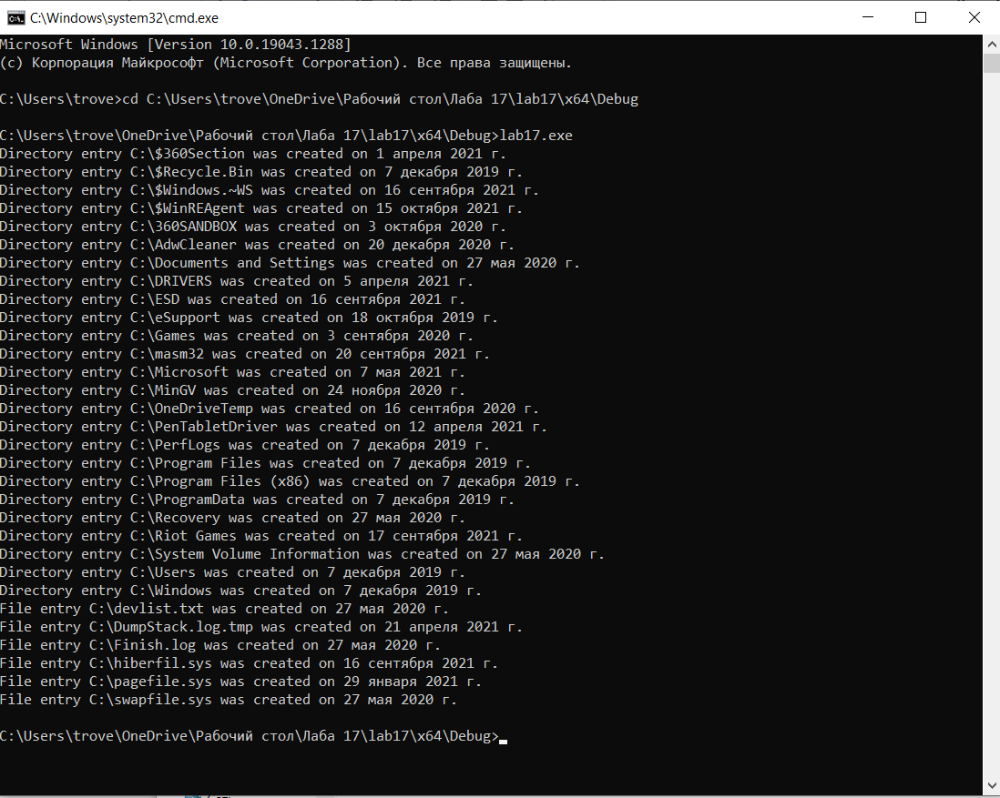 C:\Windows\system32\cmd.exe
Microsoft Windows [Version 10.0.19043.1288]
(c) Корпорация Майкрософт (Microsoft Corporation). Все права защищены.
C:\Users\trove>cd C:\Users\trove\OneDrive\Рабочий стол\Лаба 17\lab17\x64\Debug
C:\Users\trove\OneDrive\Рабочий стол\Лаба 17\lab17\x64\Debug>lab17.exe
Directory entry C:\$360Section was created on 1 апреля 2021 г.
Directory entry C:\$Recycle.Bin was created on 7 декабря 2019 г.
Directory entry C:\$Windows.~WS was created on 16 сентября 2021 г.
Directory entry C:\$WinREAgent was created on 15 октября 2021 г.
Directory entry C:\360SANDBOX was created on 3 октября 2020 г.
Directory entry C:\AdwCleaner was created on 20 декабря 2020 г.
Directory entry C:\Documents and Settings was created on 27 мая 2020 г.
Directory entry C:\DRIVERS was created on 5 апреля 2021 г.
Directory entry C:\ESD was created on 16 сентября 2021 г.
Directory entry C:\eSupport was created on 18 октября 2019 г.
Directory entry C:\Games was created on 3 сентября 2020 г.
Directory entry C:\masm32 was created on 20 сентября 2021 г.
Directory entry C:\Microsoft was created on 7 мая 2021 г.
Directory entry C:\MinGV was created on 24 ноября 2020 г.
Directory entry C:\OneDriveTemp was created on 16 сентября 2020 г.
Directory entry C:\PenTabletDriver was created on 12 апреля 2021 г.
Directory entry C:\PerfLogs was created on 7 декабря 2019 г.
Directory entry C:\Program Files was created on 7 декабря 2019 г.
Directory entry C:\Program Files (x86) was created on 7 декабря 2019 г.
Directory entry C:\ProgramData was created on 7 декабря 2019 г.
Directory entry C:\Recovery was created on 27 мая 2020 г.
Directory entry C:\Riot Games was created on 17 сентября 2021 г.
Directory entry C:\System Volume Information was created on 27 мая 2020 г.
Directory entry C:\Users was created on 7 декабря 2019 г.
Directory entry C:\Windows was created on 7 декабря 2019 г.
File entry C:\devlist.txt was created on 27 мая 2020 г.
File entry C:\DumpStack.log.tmp was created on 21 апреля 2021 г.
File entry C:\Finish.log was created on 27 мая 2020 г.
File entry C:\hiberfil.sys was created on 16 сентября 2021 г.
File entry C:\pagefile.sys was created on 29 января 2021 г.
File entry C:\swapfile.sys was created on 27 мая 2020 г.
C:\Users\trove\OneDrive\Рабочий стол\Лаба 17\lab17\x64\Debug>